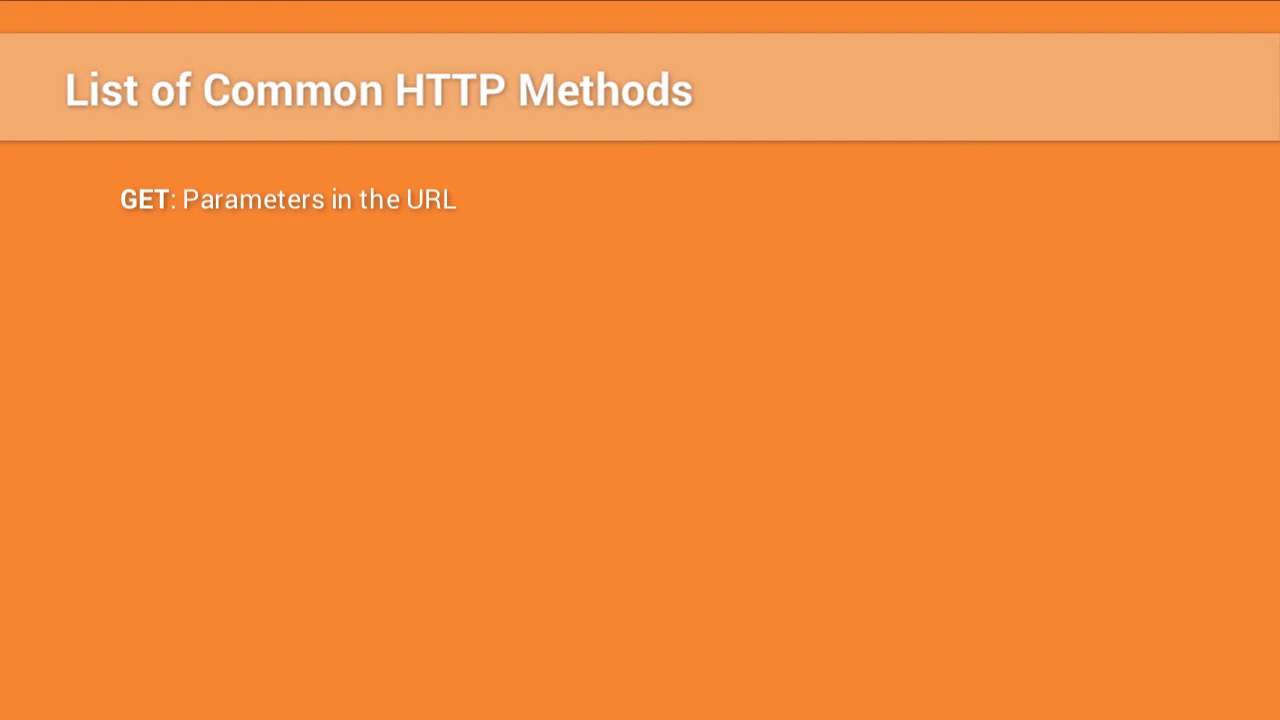 List of Common HTTP Methods
GET: Parameters in the URL